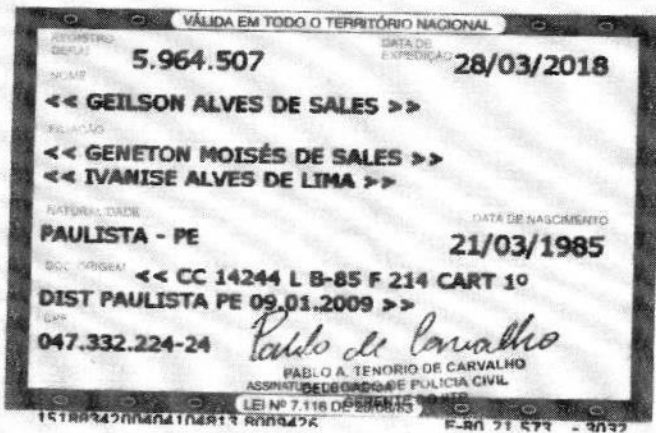 VÁLIDA EM TODO O TERRITÓRIO NACIONAL
REGISTRO GERAL 5.964.507 DATA DE EXPEDIÇÃO 28/03/2018
NOME
<< GEILSON ALVES DE SALES >>
FILIAÇÃO
<< GENETON MOISÉS DE SALES >>
<< IVANISE ALVES DE LIMA >>
NATURALIDADE DATA DE NASCIMENTO
PAULISTA - PE 21/03/1985
DOC. ORIGEM << CC 14244 L B-85 F 214 CART 1º
DIST PAULISTA PE 09.01.2009 >>
CPF
047.332.224-24 Pablo de Carvalho
PABLO A. TENORIO DE CARVALHO
DELEGADO DE POLICIA CIVIL
LEI Nº 7.116 DE 29/08/83